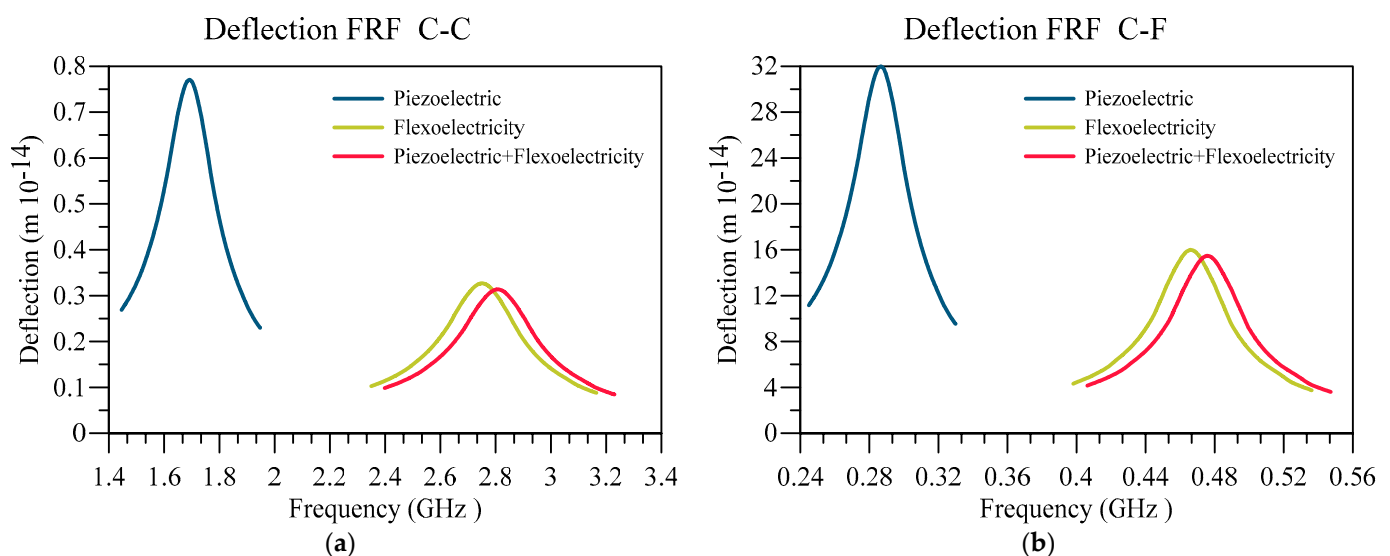 Deflection FRF C-C
0.8
0.7
0.6
0.5
0.4
0.3
0.2
0.1
0
Deflection (m 10-14)
Piezoelectric
Flexoelectricity
Piezoelectric+Flexoelectricity
1.4 1.6 1.8 2 2.2 2.4 2.6 2.8 3 3.2 3.4
Frequency (GHz )
(a)
Deflection FRF C-F
32
28
24
20
16
12
8
4
0
Deflection (m 10-14)
Piezoelectric
Flexoelectricity
Piezoelectric+Flexoelectricity
0.24 0.28 0.32 0.36 0.4 0.44 0.48 0.52 0.56
Frequency (GHz )
(b)